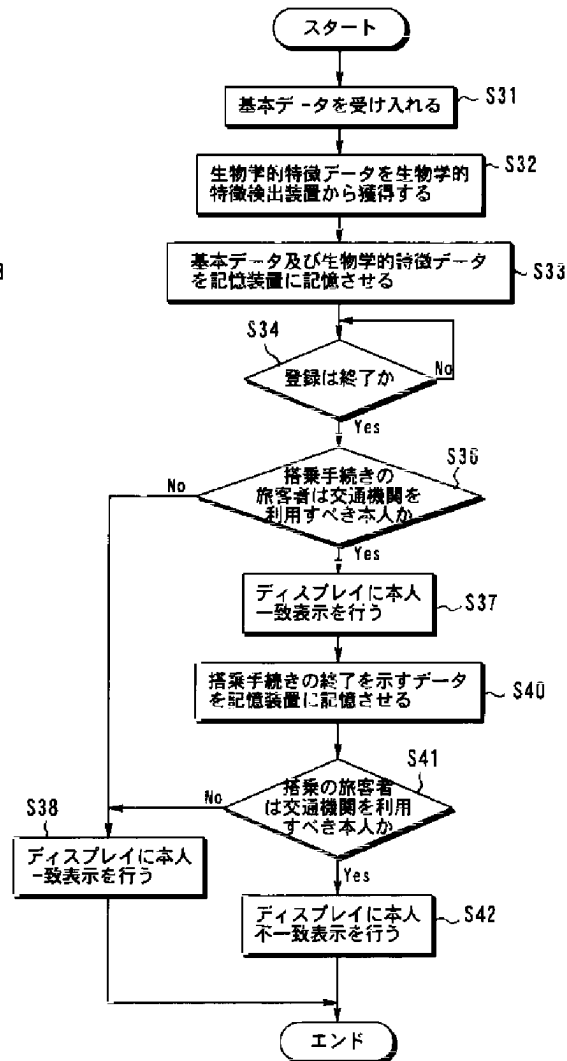 スタート
基本データを受け入れる
S31
生物学的特徴データを生物学的
特徴検出装置から獲得する
S32
基本データ及び生物学的特徴データ
を記憶装置に記憶させる
S33
S34
登録は終了か
No
Yes
搭乗手続きの
旅客者は交通機関を
利用すべき本人か
S36
No
Yes
ディスプレイに本人
一致表示を行う
S37
搭乗手続きの終了を示すデータ
を記憶装置に記憶させる
S40
S41
搭乗の旅客者
は交通機関を利用
すべき本人か
No
Yes
S38
ディスプレイに本人
一致表示を行う
ディスプレイに本人
不一致表示を行う
S42
エンド